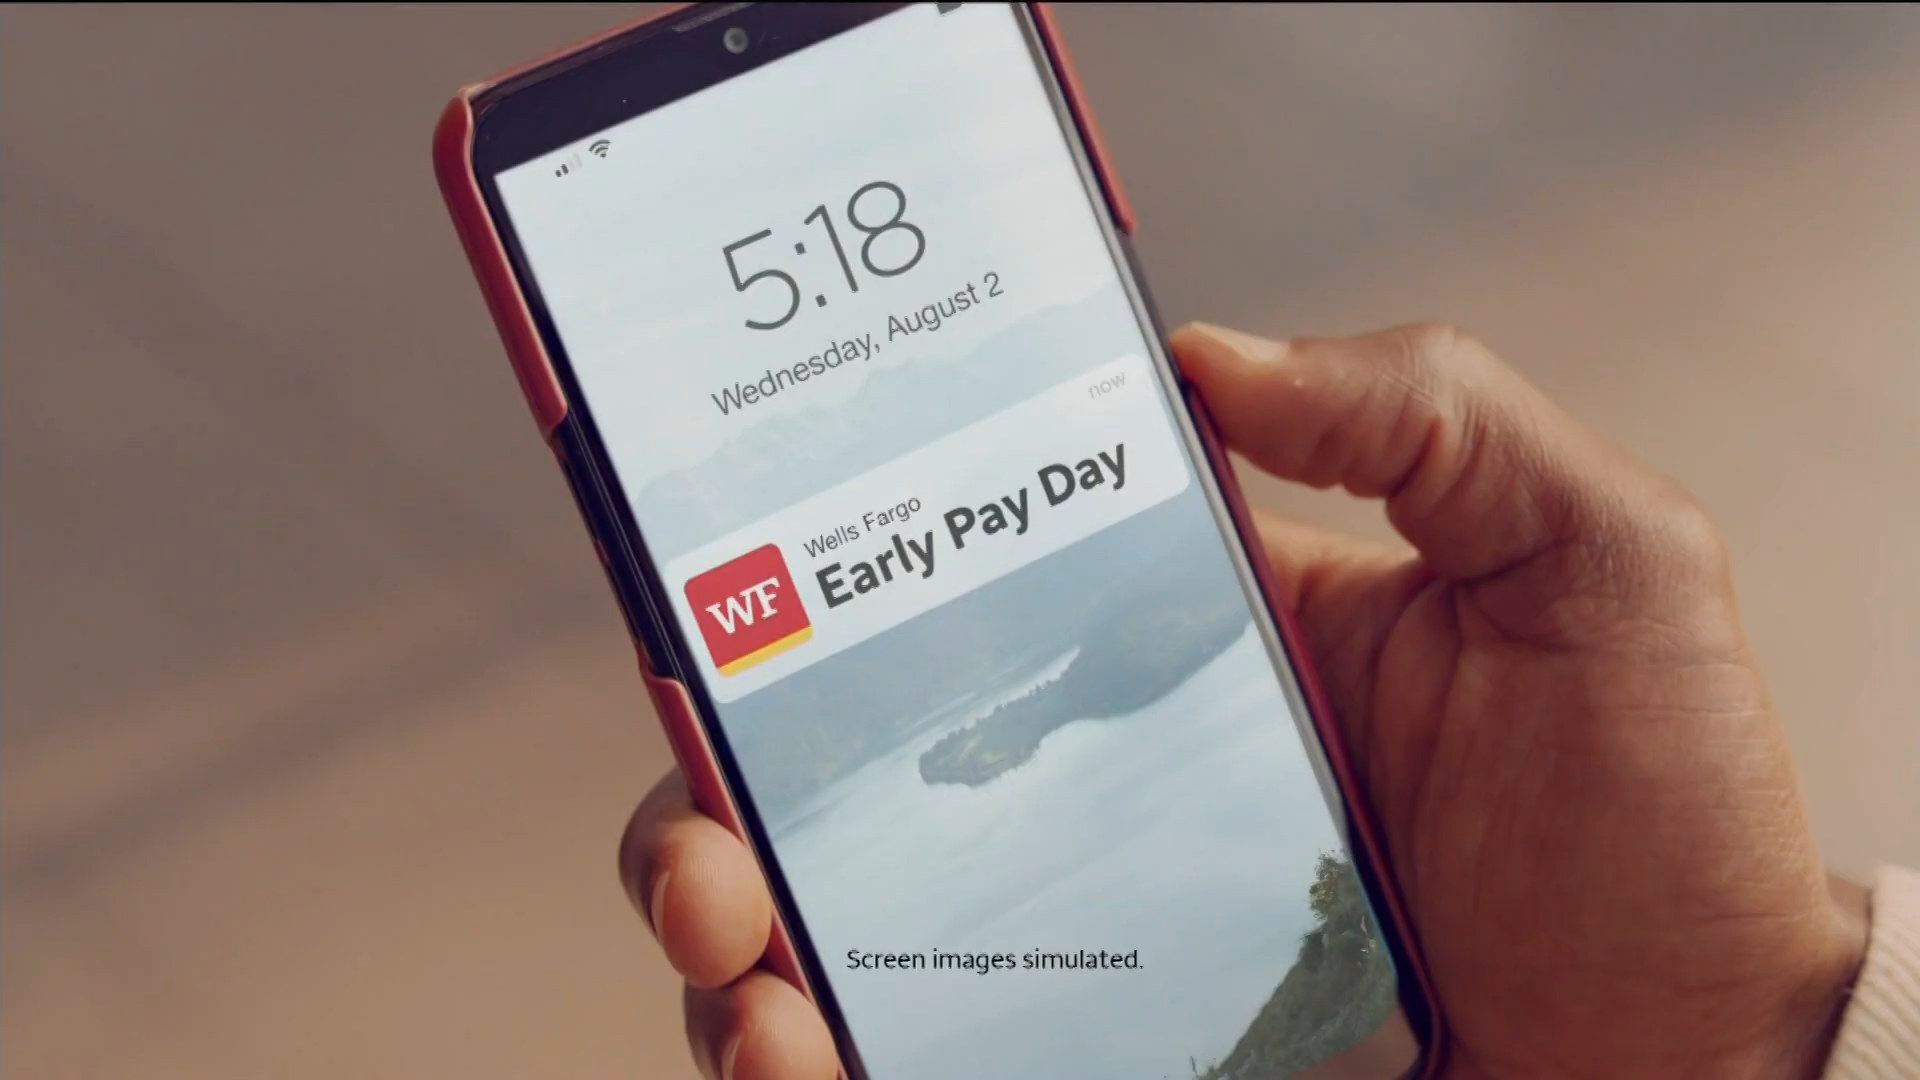 5:18
Wednesday, August 2
now
Wells Fargo
Early Pay Day
WF
Screen images simulated.